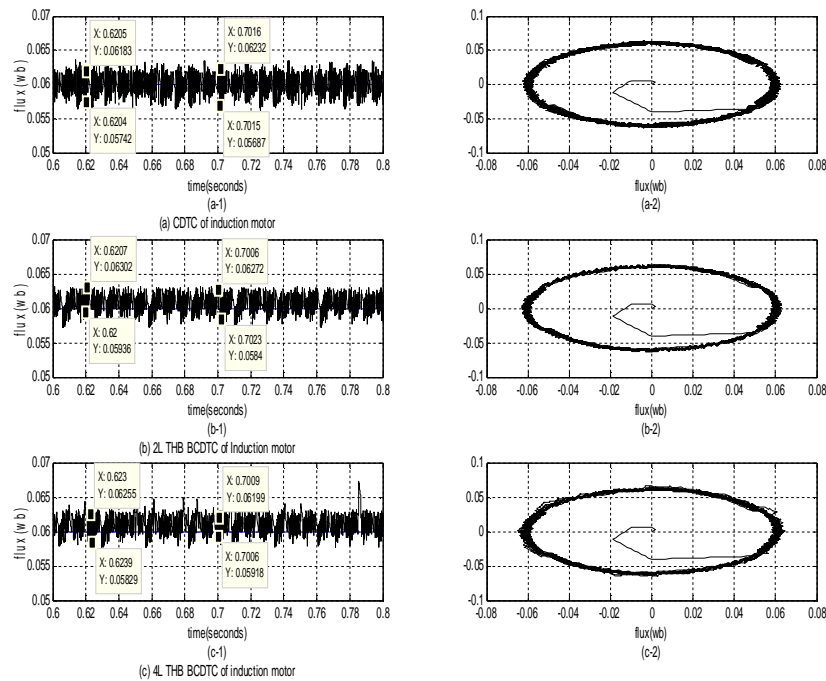 0.07
0.065
0.06
0.055
0.05
flux(wb)
X: 0.6205
Y: 0.06183
X: 0.7016
Y: 0.06232
X: 0.6204
Y: 0.05742
X: 0.7015
Y: 0.05687
0.6 0.62 0.64 0.66 0.68 0.7 0.72 0.74 0.76 0.78 0.8
time(seconds)
(a-1)
(a) CDTC of induction motor
0.1
0.05
0
-0.05
-0.1
-0.08 -0.06 -0.04 -0.02 0 0.02 0.04 0.06 0.08
flux(wb)
(a-2)
0.07
0.065
0.06
0.055
0.05
flux(wb)
X: 0.6207
Y: 0.06302
X: 0.7006
Y: 0.06272
X: 0.62
Y: 0.05936
X: 0.7023
Y: 0.0584
0.6 0.62 0.64 0.66 0.68 0.7 0.72 0.74 0.76 0.78 0.8
time(seconds)
(b-1)
(b) 2L THB BCDTC of Induction motor
0.1
0.05
0
-0.05
-0.1
-0.08 -0.06 -0.04 -0.02 0 0.02 0.04 0.06 0.08
flux(wb)
(b-2)
0.07
0.065
0.06
0.055
0.05
flux(wb)
X: 0.623
Y: 0.06255
X: 0.7009
Y: 0.06199
X: 0.6239
Y: 0.05829
X: 0.7006
Y: 0.05918
0.6 0.62 0.64 0.66 0.68 0.7 0.72 0.74 0.76 0.78 0.8
time(seconds)
(c-1)
(c) 4L THB BCDTC of induction motor
0.1
0.05
0
-0.05
-0.1
-0.08 -0.06 -0.04 -0.02 0 0.02 0.04 0.06 0.08
flux(wb)
(c-2)